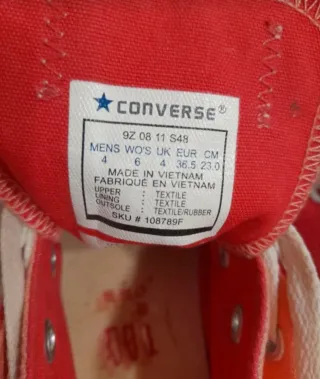 ★CONVERSE®
9Z 08 11 S48
MENS WO'S UK EUR CM
4 6 4 36.5 23.0
MADE IN VIETNAM
FABRIQUÉ EN VIETNAM
UPPER : TEXTILE
LINING : TEXTILE
OUTSOLE : TEXTILE/RUBBER
SKU # 108789F